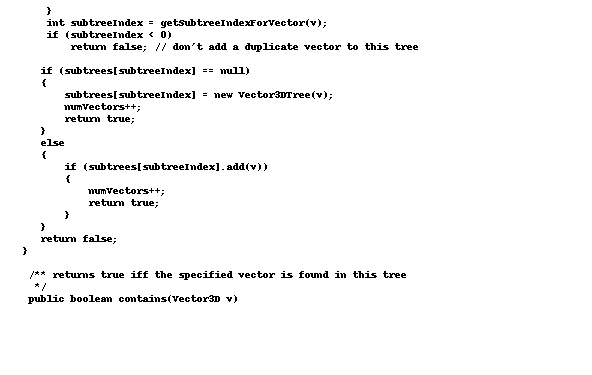 }
int subtreeIndex = getSubtreeIndexForVector(v);
if (subtreeIndex < 0)
return false; // don't add a duplicate vector to this tree
if (subtrees[subtreeIndex] == null)
{
subtrees[subtreeIndex] = new Vector3DTree(v);
numVectors++;
return true;
}
else
{
if (subtrees[subtreeIndex].add(v))
{
numVectors++;
return true;
}
}
return false;
}
/** returns true iff the specified vector is found in this tree
*/
public boolean contains(Vector3D v)